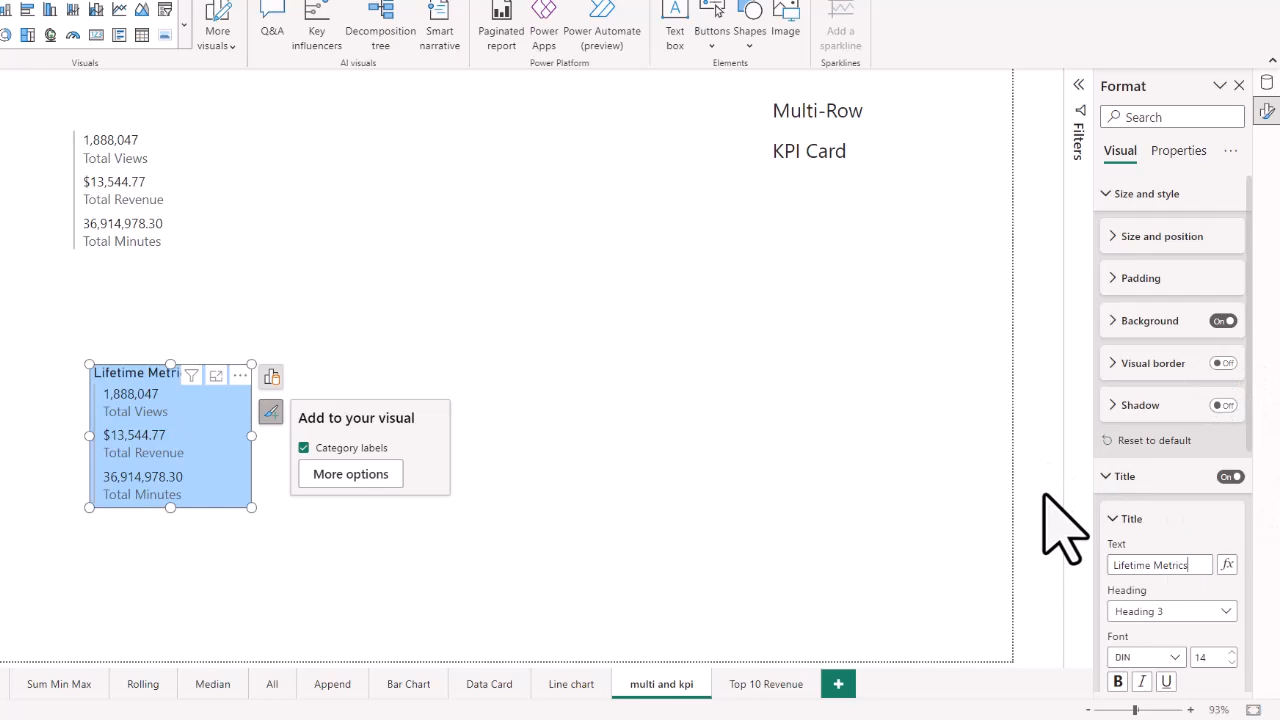 More
visuals
Q&A
Key
influencers
Decomposition
tree
Smart
narrative
Paginated
report
Power
Apps
Power Automate
(preview)
Text
box
Buttons
Shapes
Image
Add a
sparkline
Visuals
AI visuals
Power Platform
Elements
Sparklines
1,888,047
Total Views
$13,544.77
Total Revenue
36,914,978.30
Total Minutes
Multi-Row
KPI Card
Lifetime Metri
1,888,047
Total Views
$13,544.77
Total Revenue
36,914,978.30
Total Minutes
Add to your visual
Category labels
More options
Filters
Format
Search
Visual
Properties
Size and style
Size and position
Padding
Background
On
Visual border
Off
Shadow
Off
Reset to default
Title
On
Title
Text
Lifetime Metrics
fx
Heading
Heading 3
Font
DIN
14
B
I
U
Sum Min Max
Rolling
Median
All
Append
Bar Chart
Data Card
Line chart
multi and kpi
Top 10 Revenue
+
- + 93%